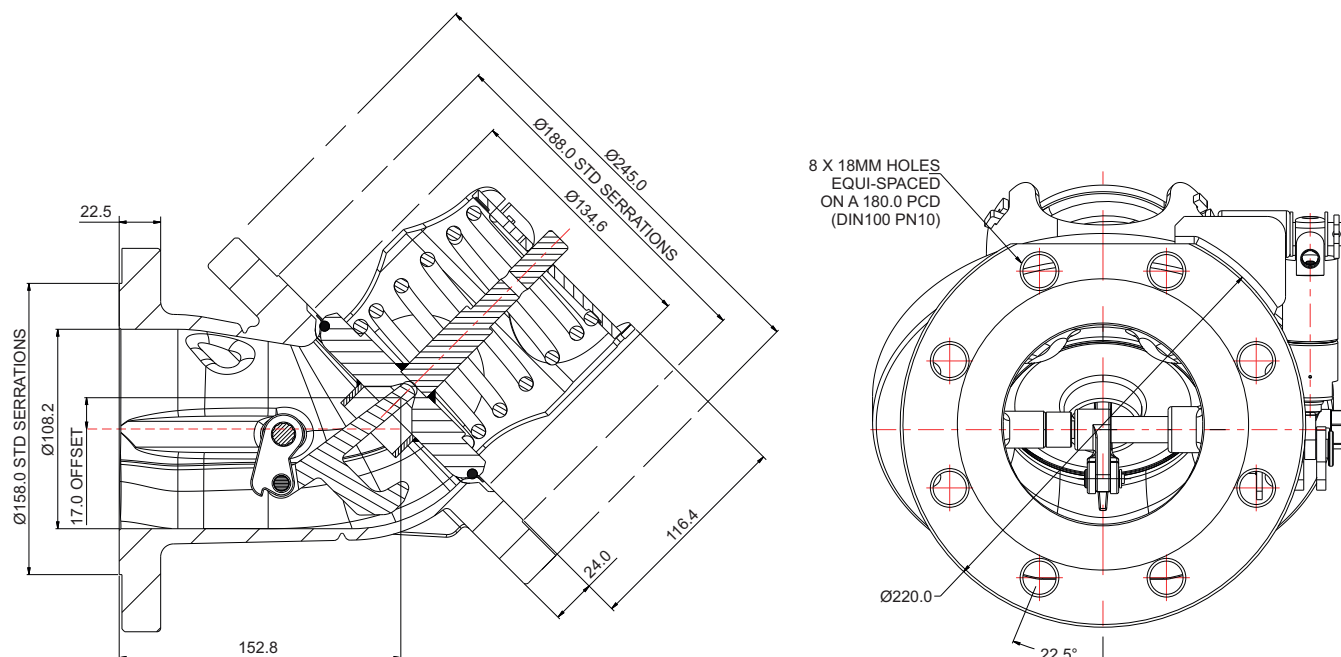 Ø245.0
Ø188.0 STD SERRATIONS
Ø134.6
22.5
Ø158.0 STD SERRATIONS
Ø108.2
17.0 OFFSET
152.8
24.0
116.4
8 X 18MM HOLES
EQUI-SPACED
ON A 180.0 PCD
(DIN100 PN10)
Ø220.0
22.5°